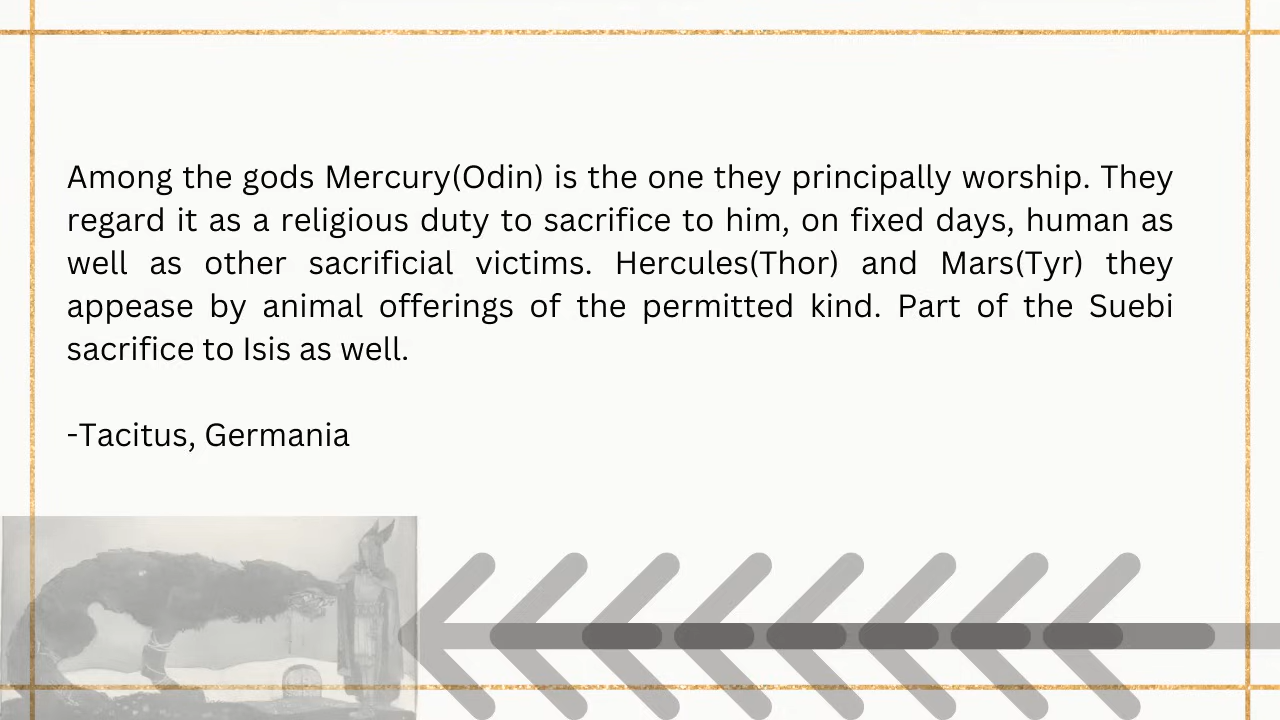 Among the gods Mercury(Odin) is the one they principally worship. They
regard it as a religious duty to sacrifice to him, on fixed days, human as
well as other sacrificial victims. Hercules(Thor) and Mars(Tyr) they
appease by animal offerings of the permitted kind. Part of the Suebi
sacrifice to Isis as well.
-Tacitus, Germania